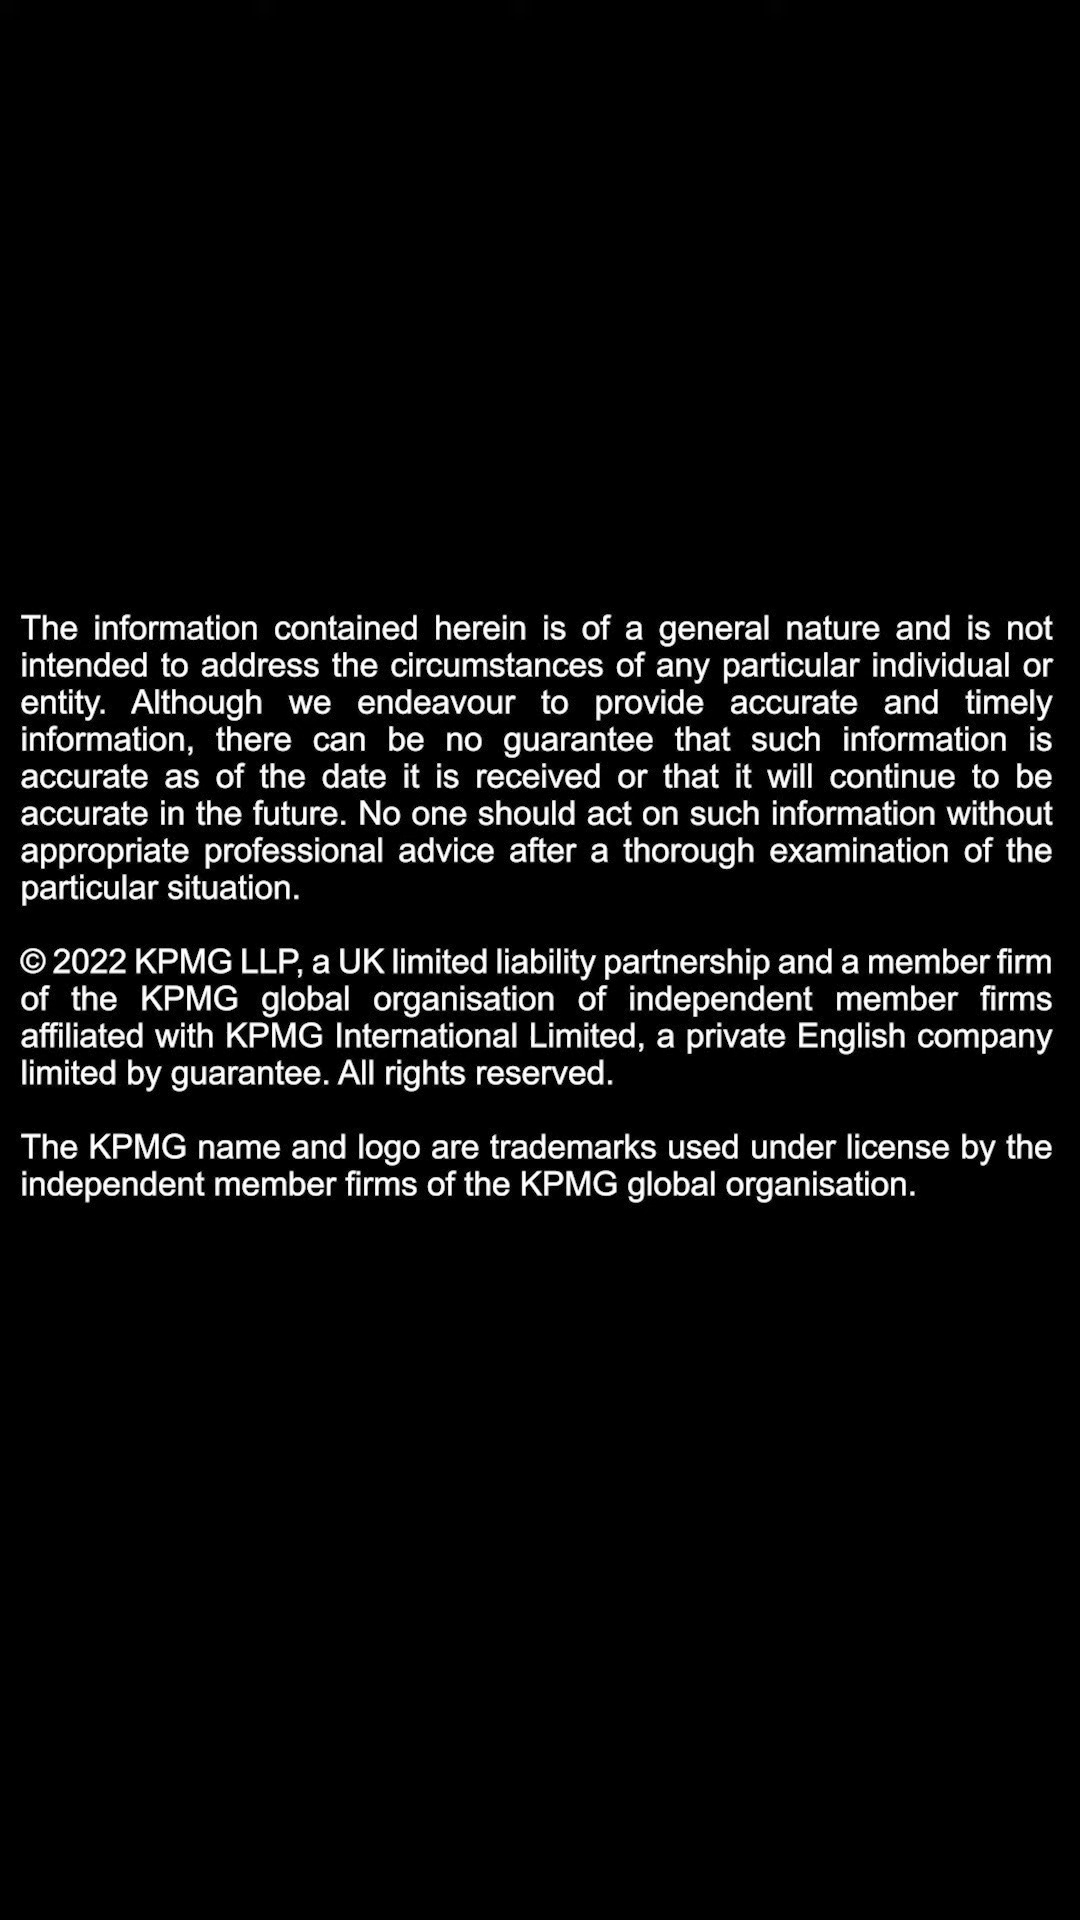 The information contained herein is of a general nature and is not
intended to address the circumstances of any particular individual or
entity. Although we endeavour to provide accurate and timely
information, there can be no guarantee that such information is
accurate as of the date it is received or that it will continue to be
accurate in the future. No one should act on such information without
appropriate professional advice after a thorough examination of the
particular situation.
© 2022 KPMG LLP, a UK limited liability partnership and a member firm
of the KPMG global organisation of independent member firms
affiliated with KPMG International Limited, a private English company
limited by guarantee. All rights reserved.
The KPMG name and logo are trademarks used under license by the
independent member firms of the KPMG global organisation.